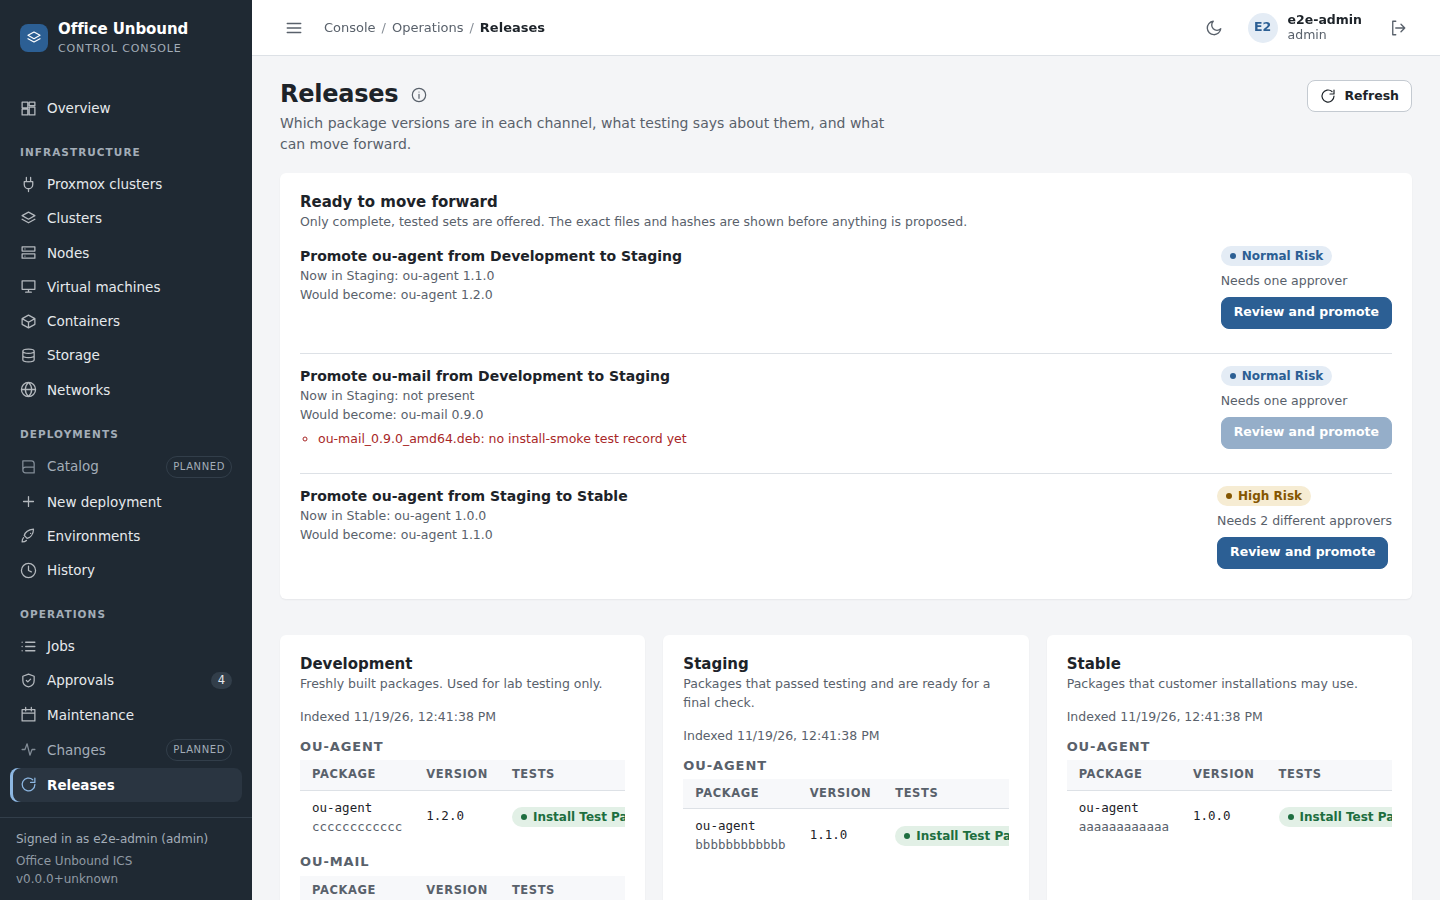 Office Unbound
CONTROL CONSOLE
Overview
INFRASTRUCTURE
Proxmox clusters
Clusters
Nodes
Virtual machines
Containers
Storage
Networks
DEPLOYMENTS
Catalog PLANNED
New deployment
Environments
History
OPERATIONS
Jobs
Approvals 4
Maintenance
Changes PLANNED
Releases
Signed in as e2e-admin (admin)
Office Unbound ICS
v0.0.0+unknown
Console / Operations / Releases
E2 e2e-admin
admin
Releases
Refresh
Which package versions are in each channel, what testing says about them, and what
can move forward.
Ready to move forward
Only complete, tested sets are offered. The exact files and hashes are shown before anything is proposed.
Promote ou-agent from Development to Staging
Now in Staging: ou-agent 1.1.0
Would become: ou-agent 1.2.0
Normal Risk
Needs one approver
Review and promote
Promote ou-mail from Development to Staging
Now in Staging: not present
Would become: ou-mail 0.9.0
ou-mail_0.9.0_amd64.deb: no install-smoke test record yet
Normal Risk
Needs one approver
Review and promote
Promote ou-agent from Staging to Stable
Now in Stable: ou-agent 1.0.0
Would become: ou-agent 1.1.0
High Risk
Needs 2 different approvers
Review and promote
Development
Freshly built packages. Used for lab testing only.
Indexed 11/19/26, 12:41:38 PM
OU-AGENT
PACKAGE VERSION TESTS
ou-agent
cccccccccccc
1.2.0
Install Test Pa
OU-MAIL
PACKAGE VERSION TESTS
Staging
Packages that passed testing and are ready for a
final check.
Indexed 11/19/26, 12:41:38 PM
OU-AGENT
PACKAGE VERSION TESTS
ou-agent
bbbbbbbbbbbb
1.1.0
Install Test Pa
Stable
Packages that customer installations may use.
Indexed 11/19/26, 12:41:38 PM
OU-AGENT
PACKAGE VERSION TESTS
ou-agent
aaaaaaaaaaaa
1.0.0
Install Test Pa